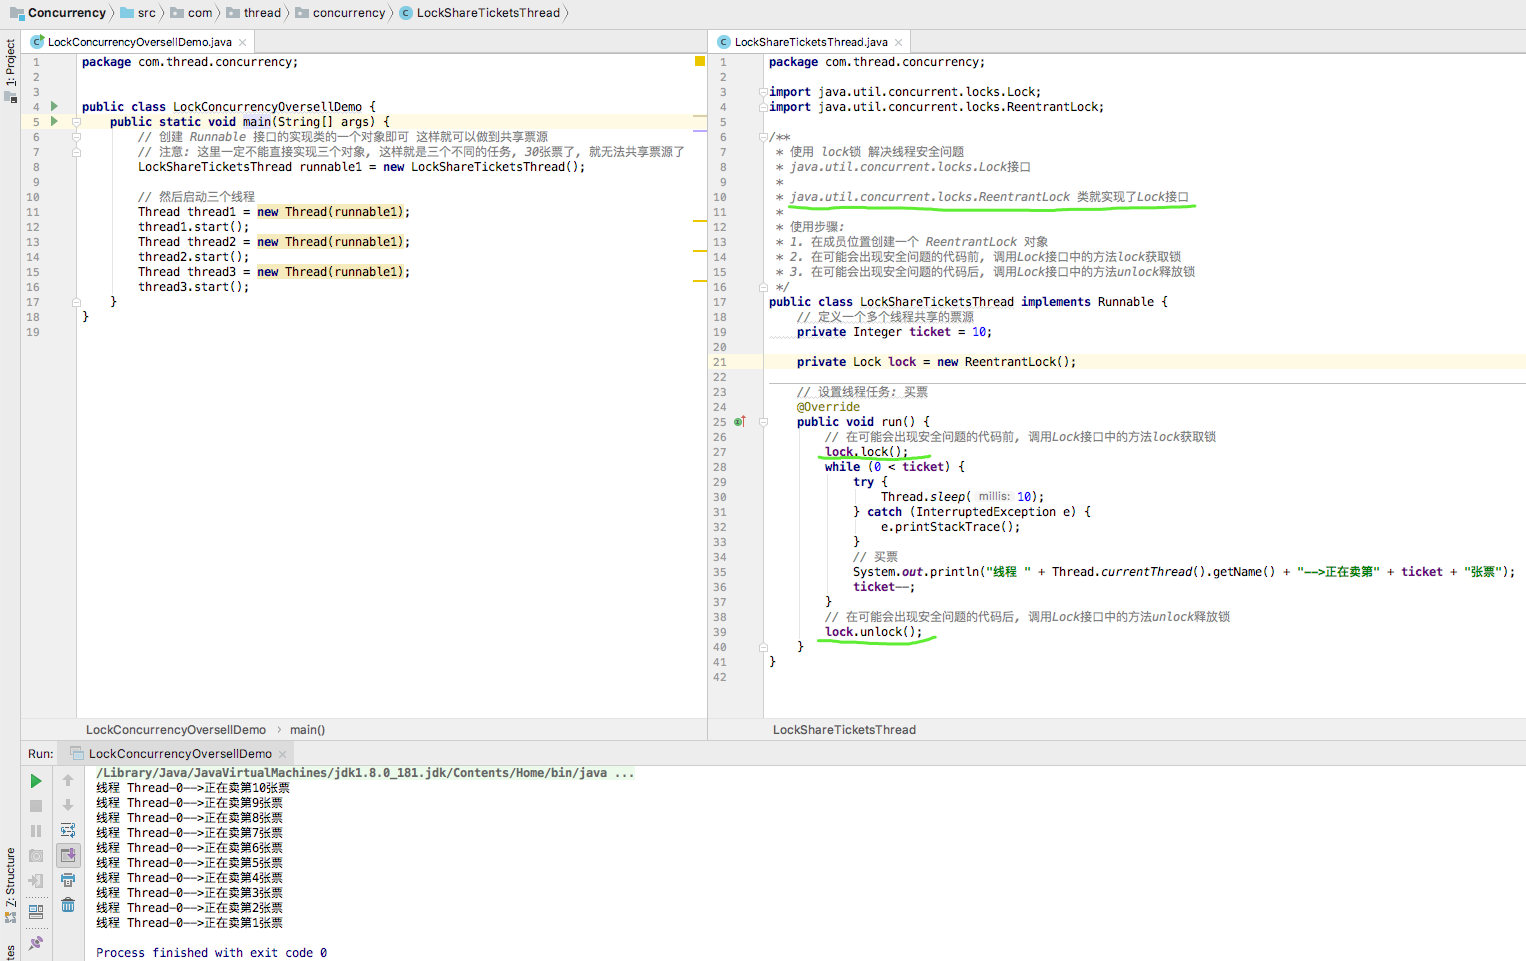 Concurrency src com thread concurrency LockShareTicketsThread
1: Project
Z: Structure
tes
LockConcurrencyOversellDemo.java
1 package com.thread.concurrency;
2
3
4 public class LockConcurrencyOversellDemo {
5 public static void main(String[] args) {
6 // 创建 Runnable 接口的实现类的一个对象即可 这样就可以做到共享票源
7 // 注意: 这里一定不能直接实现三个对象, 这样就是三个不同的任务, 30张票了, 就无法共享票源了
8 LockShareTicketsThread runnable1 = new LockShareTicketsThread();
9
10 // 然后启动三个线程
11 Thread thread1 = new Thread(runnable1);
12 thread1.start();
13 Thread thread2 = new Thread(runnable1);
14 thread2.start();
15 Thread thread3 = new Thread(runnable1);
16 thread3.start();
17 }
18 }
19
LockConcurrencyOversellDemo › main()
LockShareTicketsThread.java
1 package com.thread.concurrency;
2
3 import java.util.concurrent.locks.Lock;
4 import java.util.concurrent.locks.ReentrantLock;
5
6 /**
7 * 使用 lock锁 解决线程安全问题
8 * java.util.concurrent.locks.Lock接口
9 *
10 * java.util.concurrent.locks.ReentrantLock 类就实现了Lock接口
11 *
12 * 使用步骤:
13 * 1. 在成员位置创建一个 ReentrantLock 对象
14 * 2. 在可能会出现安全问题的代码前, 调用Lock接口中的方法lock获取锁
15 * 3. 在可能会出现安全问题的代码后, 调用Lock接口中的方法unlock释放锁
16 */
17 public class LockShareTicketsThread implements Runnable {
18 // 定义一个多个线程共享的票源
19 private Integer ticket = 10;
20
21 private Lock lock = new ReentrantLock();
22
23 // 设置线程任务: 买票
24 @Override
25 public void run() {
26 // 在可能会出现安全问题的代码前, 调用Lock接口中的方法lock获取锁
27 lock.lock();
28 while (0 < ticket) {
29 try {
30 Thread.sleep( millis: 10);
31 } catch (InterruptedException e) {
32 e.printStackTrace();
33 }
34 // 买票
35 System.out.println("线程 " + Thread.currentThread().getName() + "-->正在卖第" + ticket + "张票");
36 ticket--;
37 }
38 // 在可能会出现安全问题的代码后, 调用Lock接口中的方法unlock释放锁
39 lock.unlock();
40 }
41 }
42
LockShareTicketsThread
Run: LockConcurrencyOversellDemo
/Library/Java/JavaVirtualMachines/jdk1.8.0_181.jdk/Contents/Home/bin/java ...
线程 Thread-0-->正在卖第10张票
线程 Thread-0-->正在卖第9张票
线程 Thread-0-->正在卖第8张票
线程 Thread-0-->正在卖第7张票
线程 Thread-0-->正在卖第6张票
线程 Thread-0-->正在卖第5张票
线程 Thread-0-->正在卖第4张票
线程 Thread-0-->正在卖第3张票
线程 Thread-0-->正在卖第2张票
线程 Thread-0-->正在卖第1张票
Process finished with exit code 0